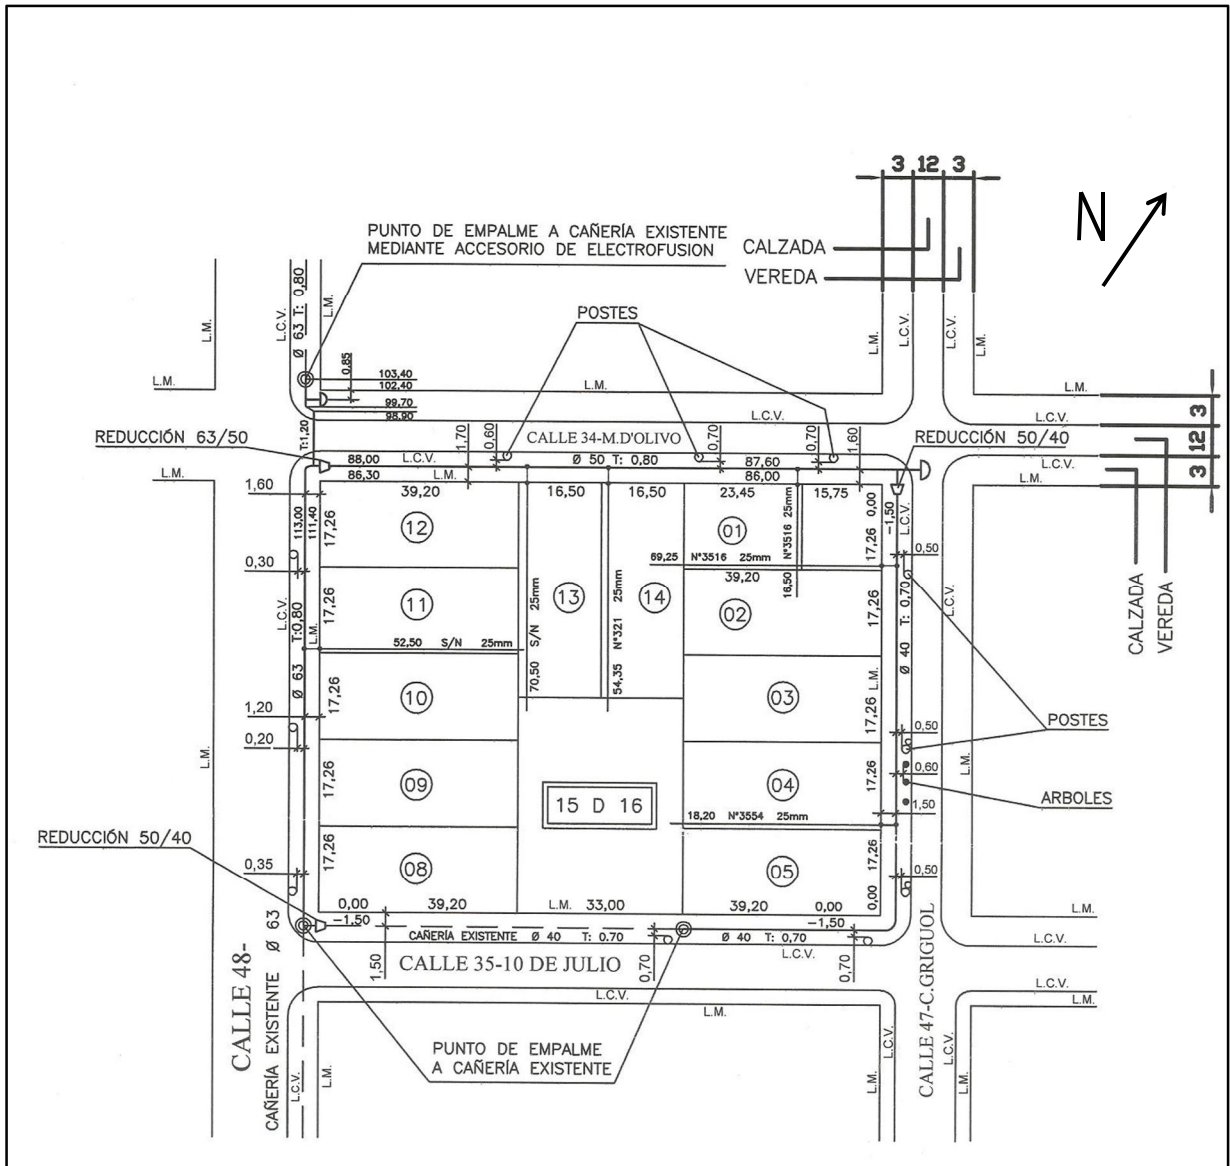 3 12 3
N
PUNTO DE EMPALME A CAÑERÍA EXISTENTE
MEDIANTE ACCESORIO DE ELECTROFUSION
CALZADA
VEREDA
POSTES
L.M.
L.C.V.
Ø 63 T: 0,80
L.M.
L.M.
L.C.V.
L.C.V.
L.M.
0,85
103,40
102,40
99,70
98,90
L.M.
L.M.
L.M.
L.C.V.
L.C.V.
L.C.V.
L.M.
3
12
3
REDUCCIÓN 63/50
T:1,20
1,70
0,60
CALLE 34-M.D'OLIVO
0,70
0,70
1,60
REDUCCIÓN 50/40
L.M.
88,00
L.C.V.
Ø 50 T: 0,80
87,60
86,30
L.M.
86,00
L.M.
1,60
39,20
16,50
16,50
23,45
15,75
0,00
-1,50
L.C.V.
113,00
111,40
17,26
12
01
N°3516 25mm
16,50
17,26
0,50
69,25 N°3516 25mm
39,20
0,30
L.C.V.
T:0,80
L.M.
17,26
11
S/N 25mm
70,50
13
N°321 25mm
54,35
14
02
17,26
Ø 40 T: 0,70
L.C.V.
CALZADA
VEREDA
52,50 S/N 25mm
Ø 63
17,26
10
03
L.M.
17,26
1,20
0,20
L.M.
0,50
POSTES
L.M.
17,26
09
15 D 16
04
17,26
0,60
ARBOLES
1,50
18,20 N°3554 25mm
REDUCCIÓN 50/40
0,35
17,26
08
05
17,26
0,00
0,50
0,00
39,20
L.M.
33,00
39,20
0,00
-1,50
-1,50
L.M.
CAÑERÍA EXISTENTE Ø 40 T: 0.70
Ø 40 T: 0,70
L.C.V.
L.C.V.
1,50
CALLE 35-10 DE JULIO
0,70
0,70
CALLE 48-
CAÑERÍA EXISTENTE Ø 63
L.C.V.
L.M.
L.C.V.
L.M.
CALLE 47-C.GRIGUOL
PUNTO DE EMPALME
A CAÑERÍA EXISTENTE
L.C.V.
L.M.
L.C.V.
L.M.
L.C.V.
L.M.